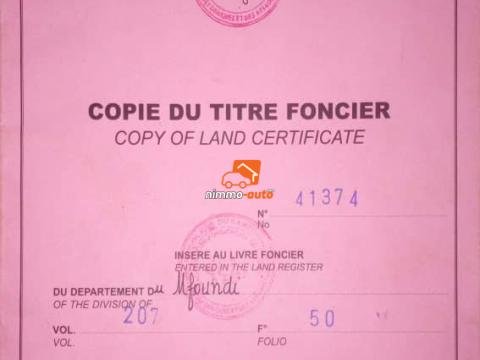 COPIE DU TITRE FONCIER
COPY OF LAND CERTIFICATE
nimmo-auto
N° 41374
No
INSERE AU LIVRE FONCIER
ENTERED IN THE LAND REGISTER
DU DEPARTEMENT Du Mfoundi
OF THE DIVISION OF
VOL. 207 F° 50
VOL. FOLIO